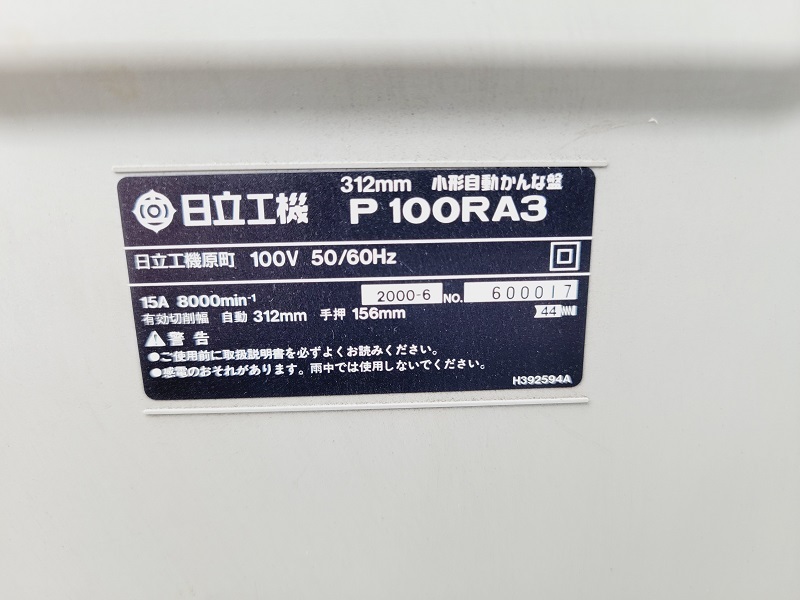 312mm 小形自動かんな盤
日立工機 P 100RA3
日立工機原町 100V 50/60Hz
15A 8000min⁻¹ 2000-6 NO. 600017
有効切削幅 自動 312mm 手押 156mm 44
警告
●ご使用前に取扱説明書を必ずよくお読みください。
●感電のおそれがあります。雨中では使用しないでください。
H392594A